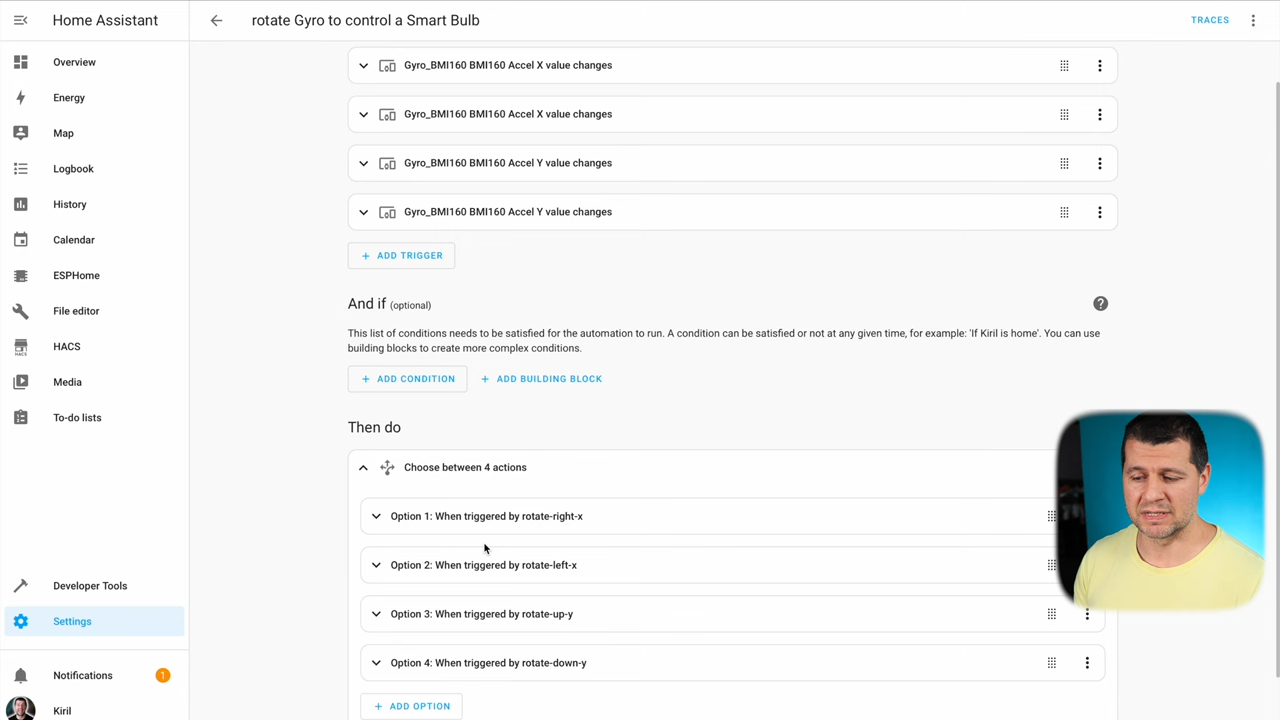 Home Assistant
rotate Gyro to control a Smart Bulb
TRACES
Overview
Energy
Map
Logbook
History
Calendar
ESPHome
File editor
HACS
HACS
Media
To-do lists
Developer Tools
Settings
Notifications
1
Kiril
Gyro_BMI160 BMI160 Accel X value changes
Gyro_BMI160 BMI160 Accel X value changes
Gyro_BMI160 BMI160 Accel Y value changes
Gyro_BMI160 BMI160 Accel Y value changes
+ ADD TRIGGER
And if (optional)
?
This list of conditions needs to be satisfied for the automation to run. A condition can be satisfied or not at any given time, for example: 'If Kiril is home'. You can use
building blocks to create more complex conditions.
+ ADD CONDITION
+ ADD BUILDING BLOCK
Then do
Choose between 4 actions
Option 1: When triggered by rotate-right-x
Option 2: When triggered by rotate-left-x
Option 3: When triggered by rotate-up-y
Option 4: When triggered by rotate-down-y
+ ADD OPTION